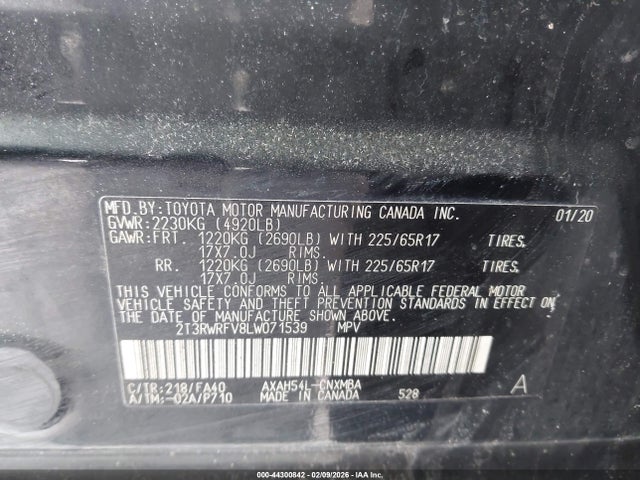 MFD.BY:TOYOTA MOTOR MANUFACTURING CANADA INC. 01/20
GVWR:2230KG (4920LB)
GAWR:FRT. 1220KG (2690LB) WITH 225/65R17 TIRES.
17X7.0J RIMS.
RR. 1220KG (2690LB) WITH 225/65R17 TIRES.
17X7.0J RIMS.
THIS VEHICLE CONFORMS TO ALL APPLICABLE FEDERAL MOTOR
VEHICLE SAFETY AND THEFT PREVENTION STANDARDS IN EFFECT ON
THE DATE OF MANUFACTURE SHOWN ABOVE.
2T3RWRFV8LW071539 MPV
C/TR:218/FA40 AXAH54L-CNXMBA
A/TM:-02A/P710 MADE IN CANADA 528 A
000-44300842 - 02/09/2026 - IAA Inc.